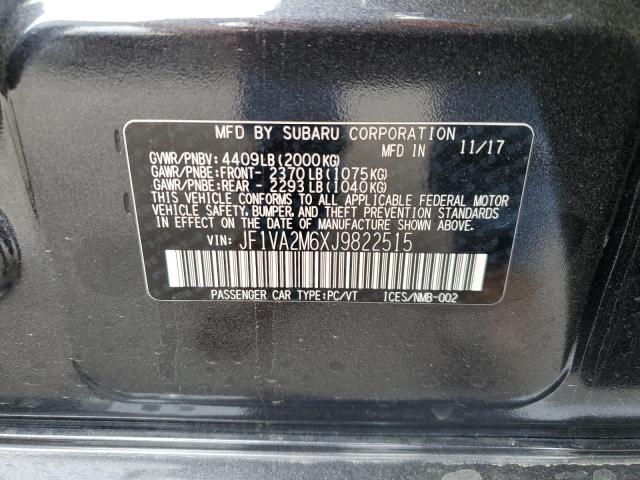 MFD BY SUBARU CORPORATION
MFD IN 11/17
GVWR/PNBV: 4409LB(2000KG)
GAWR/PNBE:FRONT- 2370LB(1075KG)
GAWR/PNBE:REAR - 2293LB(1040KG)
THIS VEHICLE CONFORMS TO ALL APPLICABLE FEDERAL MOTOR
VEHICLE SAFETY, BUMPER, AND THEFT PREVENTION STANDARDS
IN EFFECT ON THE DATE OF MANUFACTURE SHOWN ABOVE.
VIN: JF1VA2M6XJ9822515
PASSENGER CAR TYPE:PC/VT ICES/NMB-002